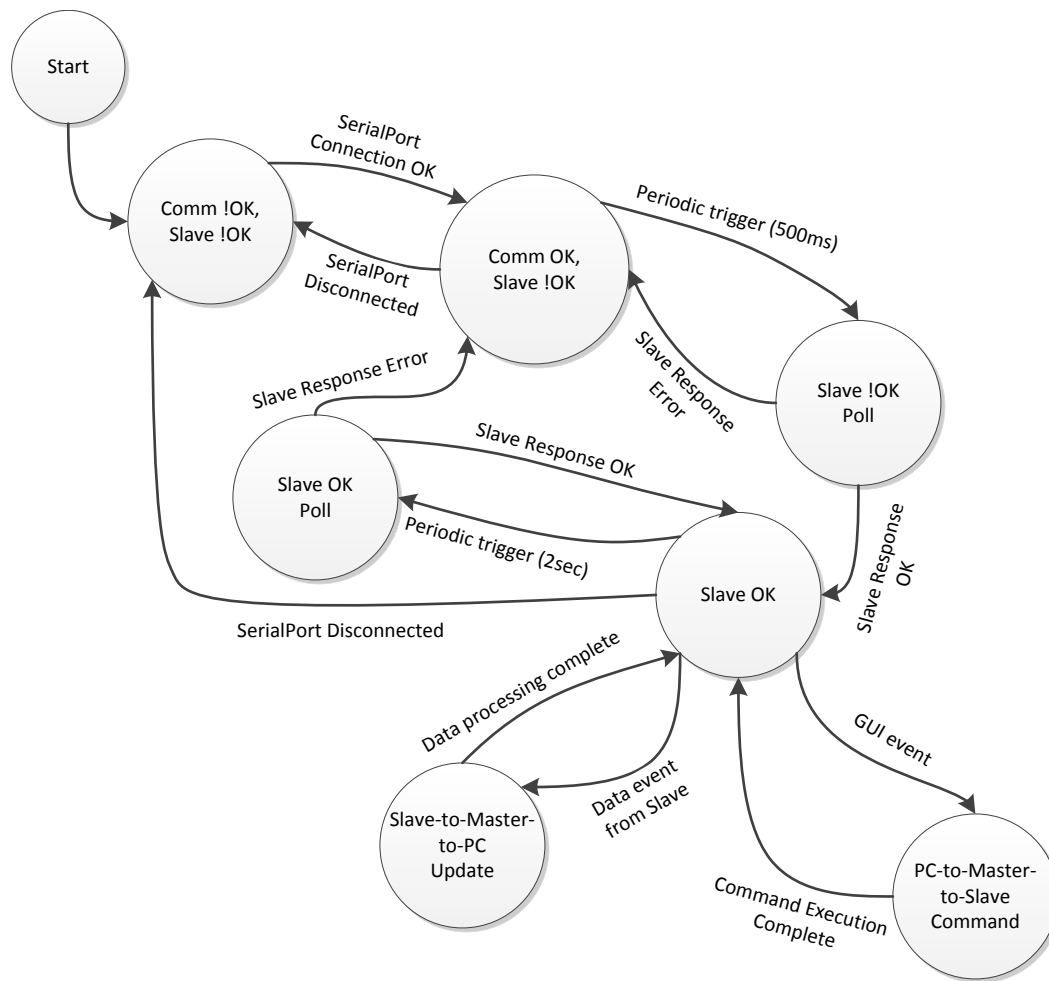 Start
SerialPort
Connection OK
Comm !OK,
Slave !OK
Periodic trigger (500ms)
Comm OK,
Slave !OK
SerialPort
Disconnected
Slave Response
Error
Slave Response Error
Slave !OK
Poll
Slave Response OK
Slave OK
Poll
Periodic trigger (2sec)
Slave Response
OK
Slave OK
SerialPort Disconnected
Data processing complete
GUI event
Data event
from Slave
Slave-to-Master-
to-PC
Update
PC-to-Master-
to-Slave
Command
Command Execution
Complete